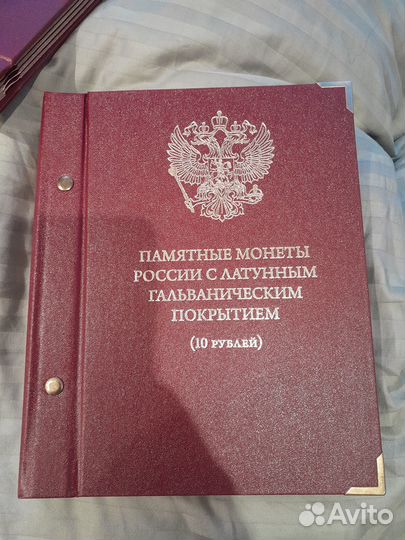 ПАМЯТНЫЕ МОНЕТЫ
РОССИИ С ЛАТУННЫМ
ГАЛЬВАНИЧЕСКИМ
ПОКРЫТИЕМ
(10 РУБЛЕЙ)
Avito